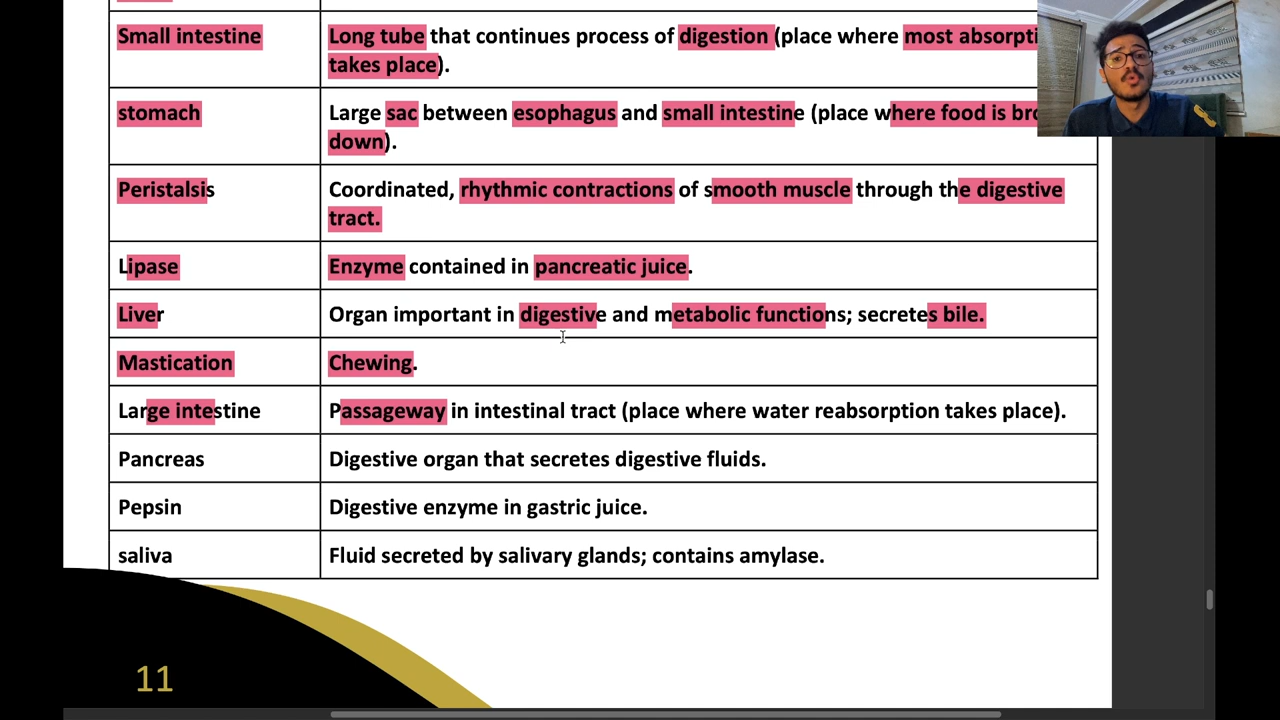 Small intestine
Long tube that continues process of digestion (place where most
takes place).
stomach
Large sac between esophagus and small intestine (place where food is
down).
Peristalsis
Coordinated, rhythmic contractions of smooth muscle through the digestive
tract.
Lipase
Enzyme contained in pancreatic juice.
Liver
Organ important in digestive and metabolic functions; secretes bile.
Mastication
Chewing.
Large intestine
Passageway in intestinal tract (place where water reabsorption takes place).
Pancreas
Digestive organ that secretes digestive fluids.
Pepsin
Digestive enzyme in gastric juice.
saliva
Fluid secreted by salivary glands; contains amylase.
11